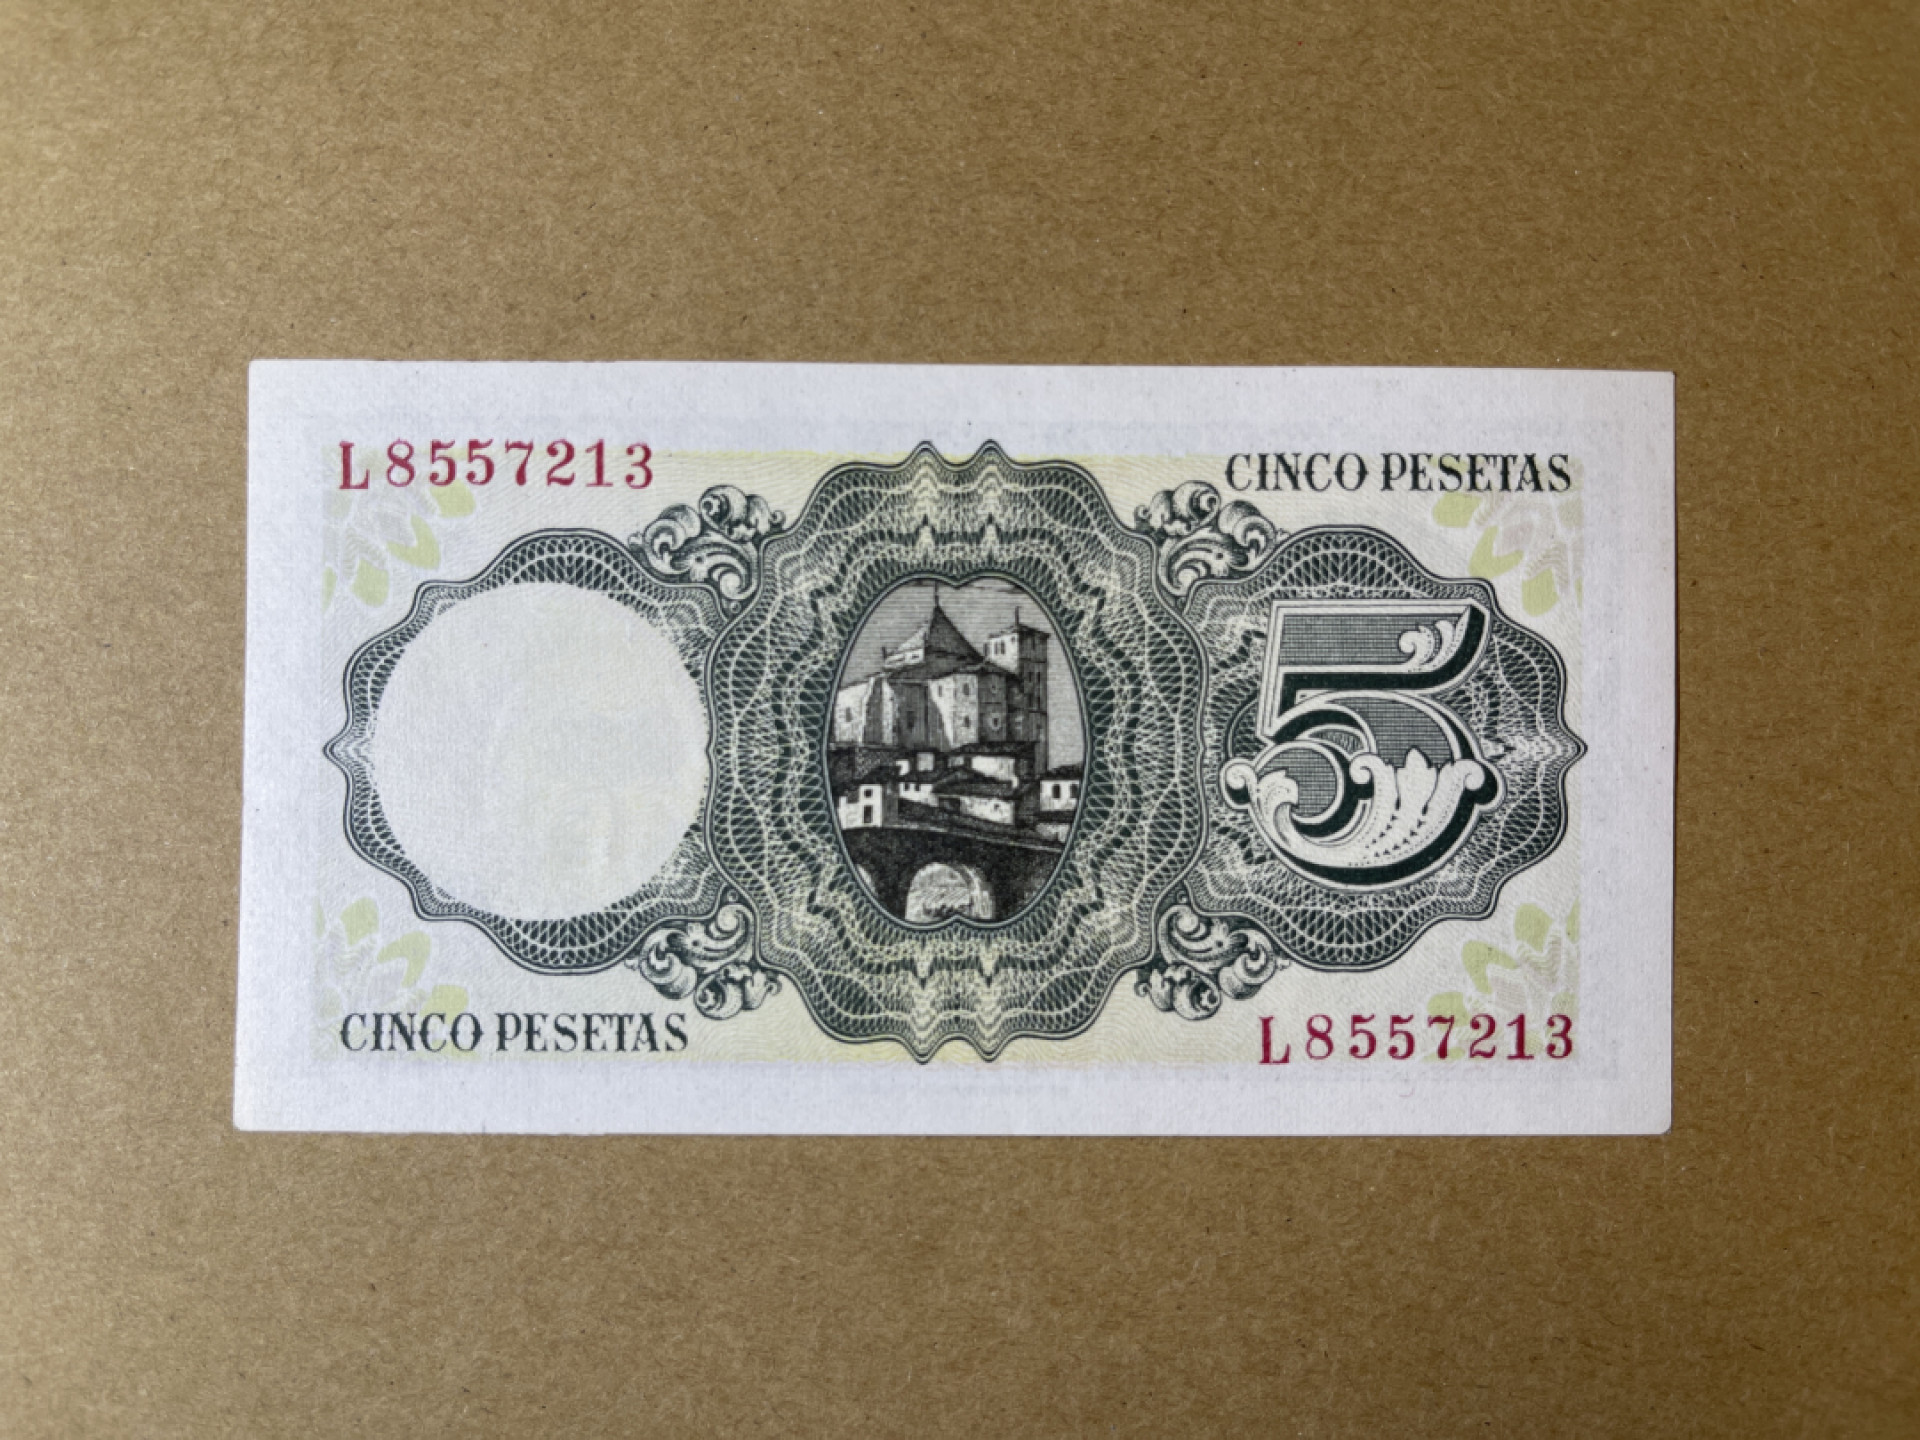 L8557213
CINCO PESETAS
5
CINCO PESETAS
L8557213